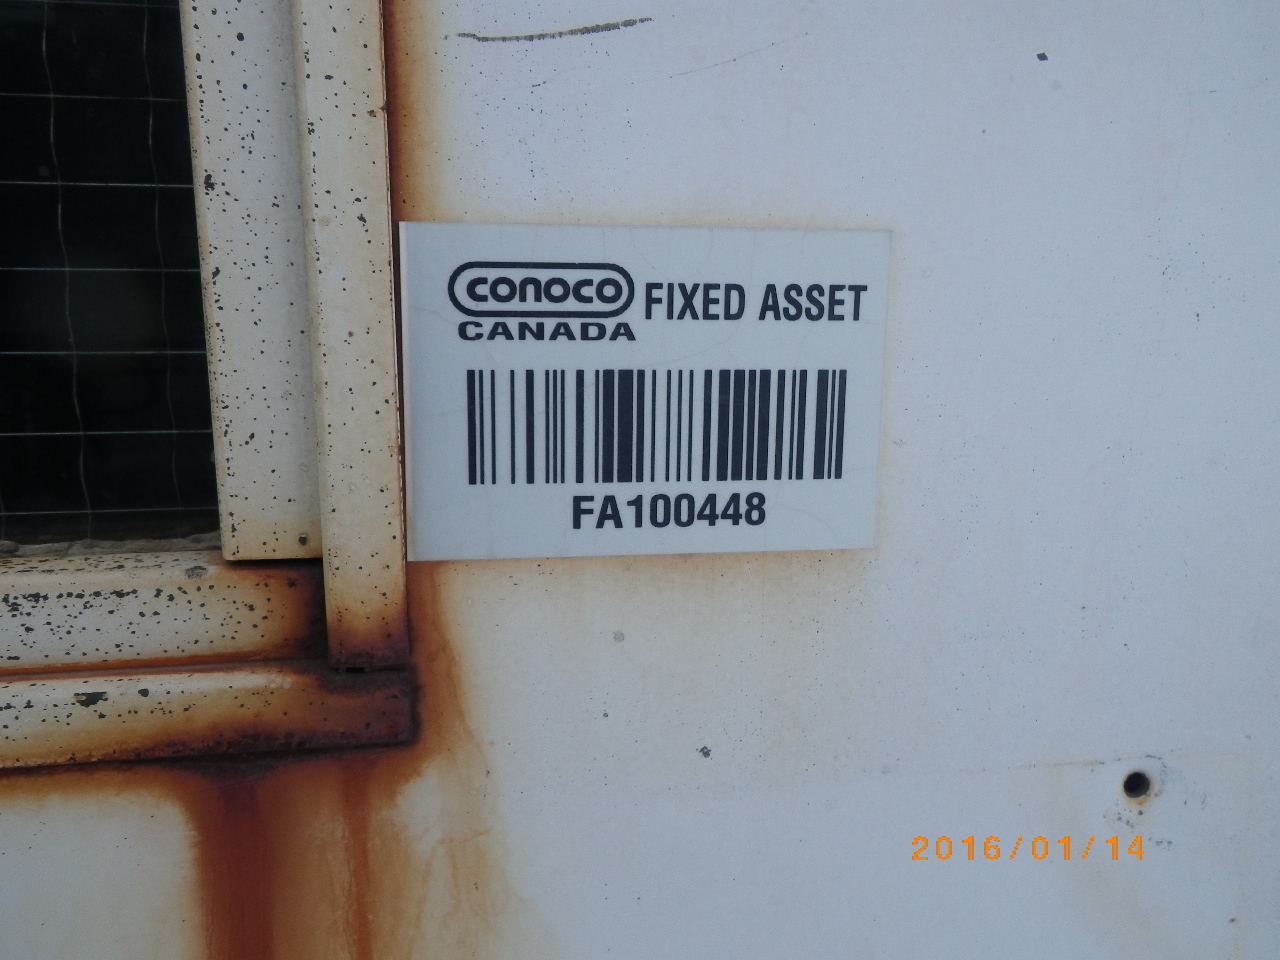 CONOCO FIXED ASSET
CANADA
FA100448
2016/01/14